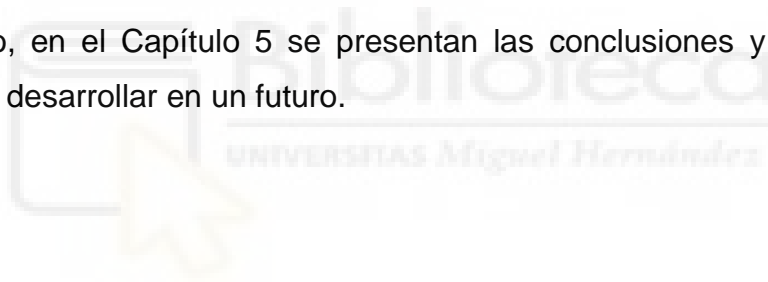 o, en el Capítulo 5 se presentan las conclusiones y
desarrollar en un futuro.
Biblioteca
UNIVERSITAS Miguel Hernández